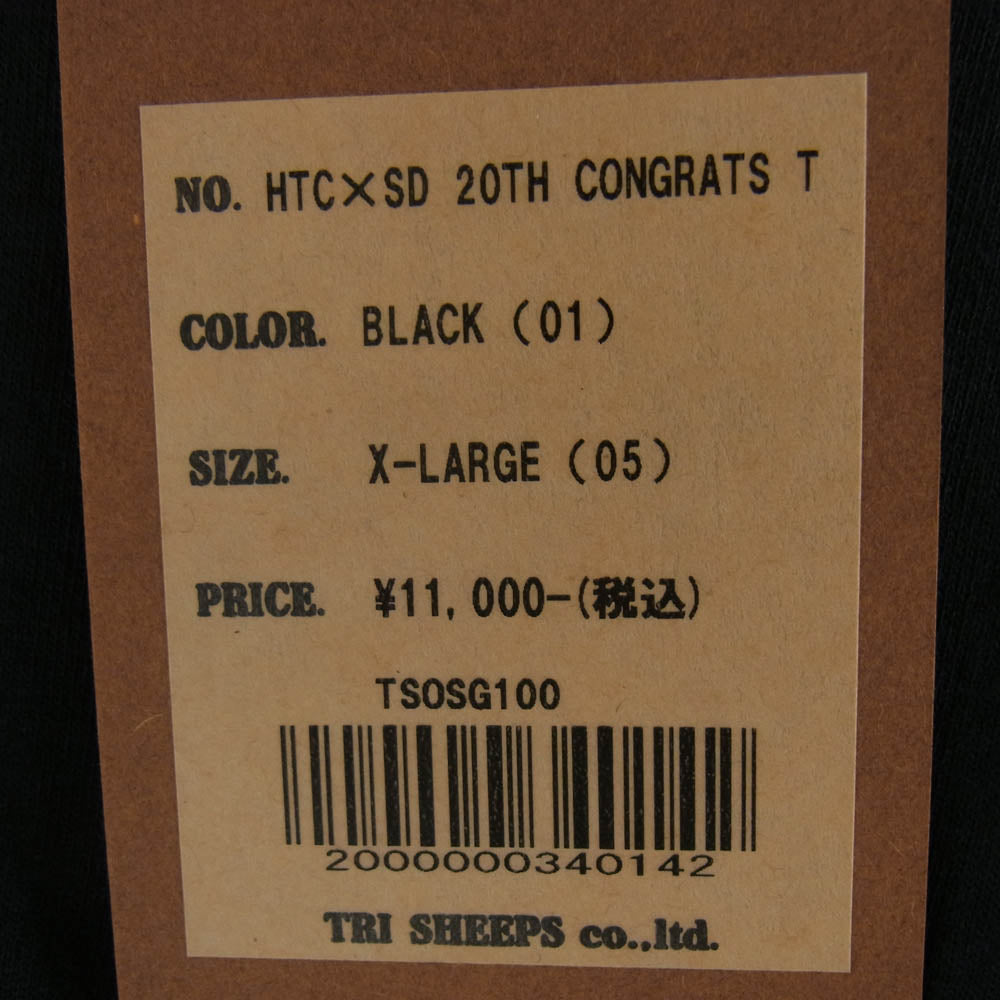 NO. HTC×SD 20TH CONGRATS T
COLOR. BLACK (01)
SIZE. X-LARGE (05)
PRICE. ¥11,000-(税込)
TSOSG100
2000000340142
TRI SHEEPS co.,ltd.